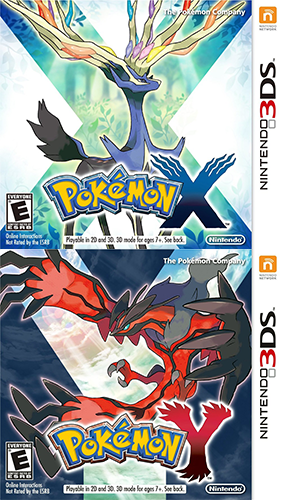 The Pokémon Company
NINTENDO
NETWORK
NINTENDO 3DS
POKÉMON X
EVERYONE
E
ESRB
Online Interactions
Not Rated by the ESRB
Playable in 2D and 3D. 3D mode for ages 7+. See back.
Nintendo
The Pokémon Company
NINTENDO
NETWORK
NINTENDO 3DS
POKÉMON Y
EVERYONE
E
ESRB
Online Interactions
Not Rated by the ESRB
Playable in 2D and 3D. 3D mode for ages 7+. See back.
Nintendo